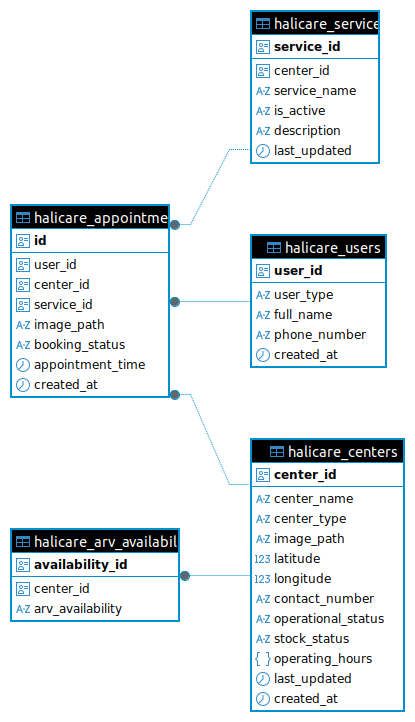 halicare_service
service_id
center_id
service_name
is_active
description
last_updated
halicare_appointme
id
user_id
center_id
service_id
image_path
booking_status
appointment_time
created_at
halicare_users
user_id
user_type
full_name
phone_number
created_at
halicare_centers
center_id
center_name
center_type
image_path
123 latitude
123 longitude
contact_number
operational_status
stock_status
{ } operating_hours
last_updated
created_at
halicare_arv_availabil
availability_id
center_id
arv_availability